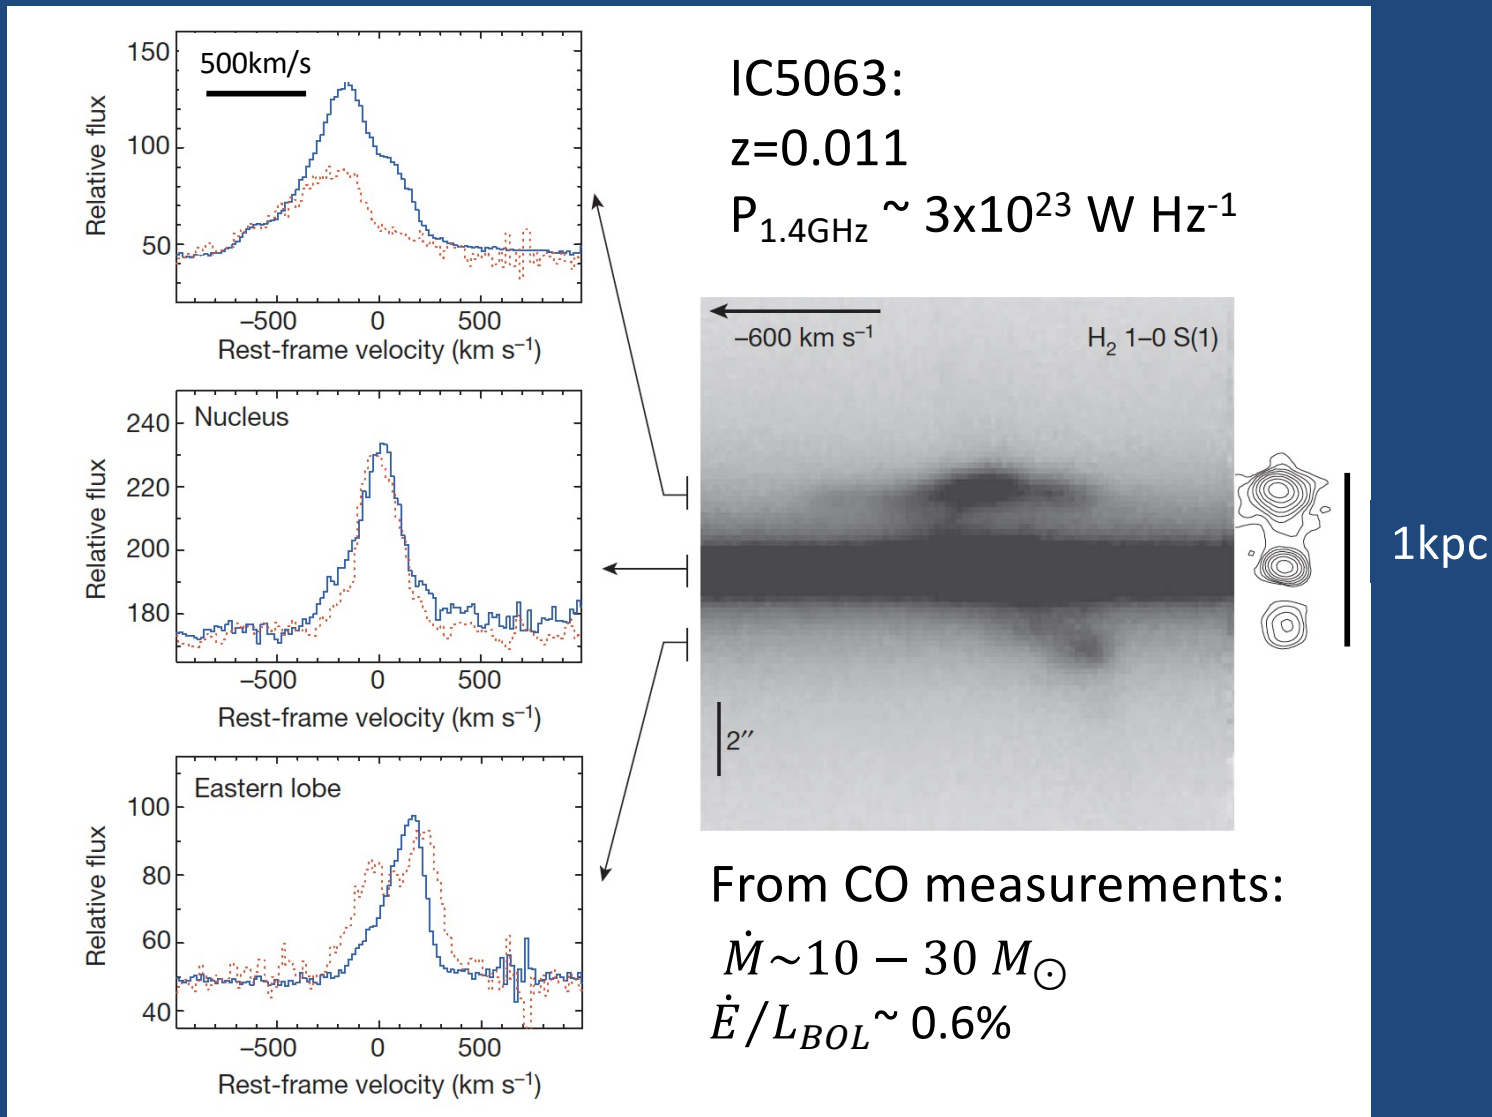 150
500km/s
100
50
Relative flux
–500 0 500
Rest-frame velocity (km s⁻¹)
240
Nucleus
220
200
180
Relative flux
–500 0 500
Rest-frame velocity (km s⁻¹)
Eastern lobe
100
80
60
40
Relative flux
–500 0 500
Rest-frame velocity (km s⁻¹)
IC5063:
z=0.011
P₁.₄GHz ~ 3x10²³ W Hz⁻¹
–600 km s⁻¹
H₂ 1–0 S(1)
2″
1kpc
From CO measurements:
Ṁ~10 − 30 M⨀
Ė/L_BOL ~ 0.6%